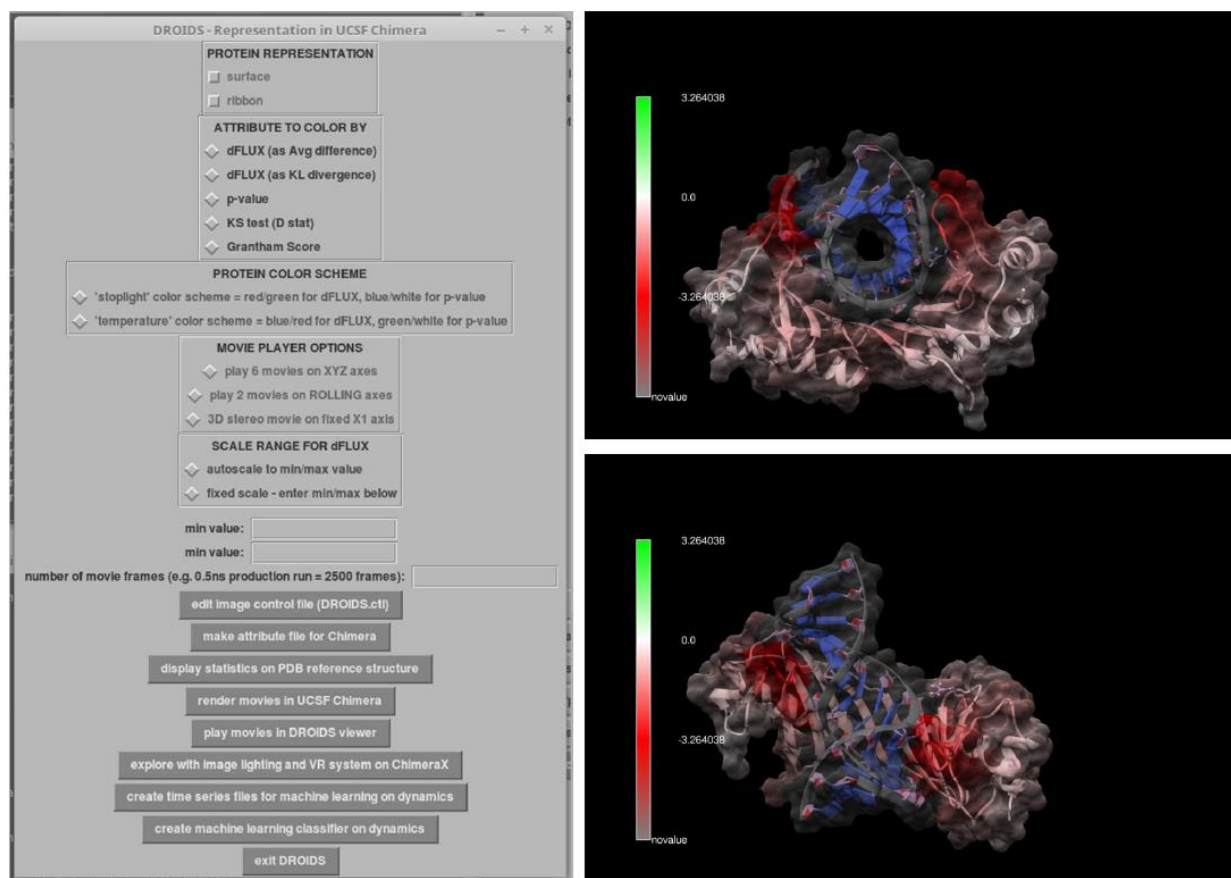 DROIDS - Representation in UCSF Chimera
PROTEIN REPRESENTATION
surface
ribbon
ATTRIBUTE TO COLOR BY
dFLUX (as Avg difference)
dFLUX (as KL divergence)
p-value
KS test (D stat)
Grantham Score
PROTEIN COLOR SCHEME
'stoplight' color scheme = red/green for dFLUX, blue/white for p-value
'temperature' color scheme = blue/red for dFLUX, green/white for p-value
MOVIE PLAYER OPTIONS
play 6 movies on XYZ axes
play 2 movies on ROLLING axes
3D stereo movie on fixed X1 axis
SCALE RANGE FOR dFLUX
autoscale to min/max value
fixed scale - enter min/max below
min value:
min value:
number of movie frames (e.g. 0.5ns production run = 2500 frames):
edit image control file (DROIDS.ctl)
make attribute file for Chimera
display statistics on PDB reference structure
render movies in UCSF Chimera
play movies in DROIDS viewer
explore with image lighting and VR system on ChimeraX
create time series files for machine learning on dynamics
create machine learning classifier on dynamics
exit DROIDS
3.264038
0.0
-3.264038
novalue
3.264038
0.0
-3.264038
novalue